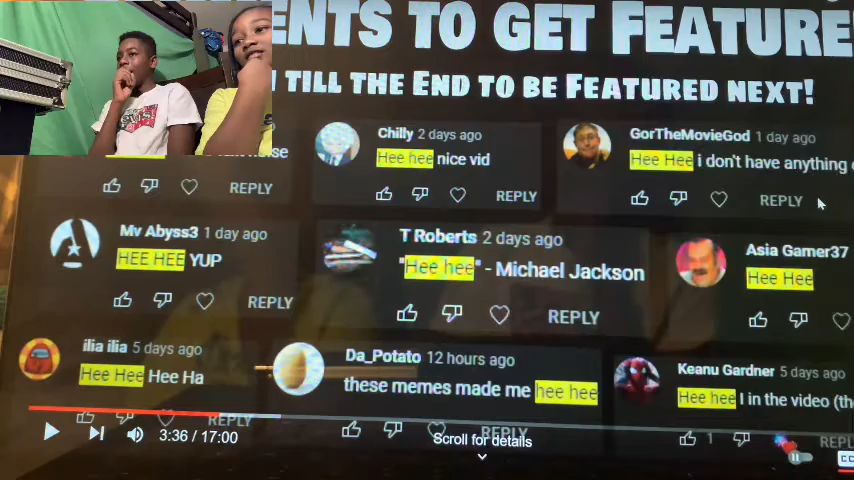 ENTS TO GET FEATURE
TILL THE END TO BE FEATURED NEXT!
REPLY
Chilly 2 days ago
Hee hee nice vid
REPLY
GorTheMovieGod 1 day ago
Hee Hee i don't have anything
REPLY
Mv Abyss3 1 day ago
HEE HEE YUP
REPLY
T Roberts 2 days ago
"Hee hee" - Michael Jackson
REPLY
Asia Gamer37
Hee Hee
ilia ilia 5 days ago
Hee Hee Hee Ha
REPLY
Da_Potato 12 hours ago
these memes made me hee hee
REPLY
Keanu Gardner 5 days ago
Hee hee I in the video (th
1
REPL
3:36 / 17:00
Scroll for details
CC